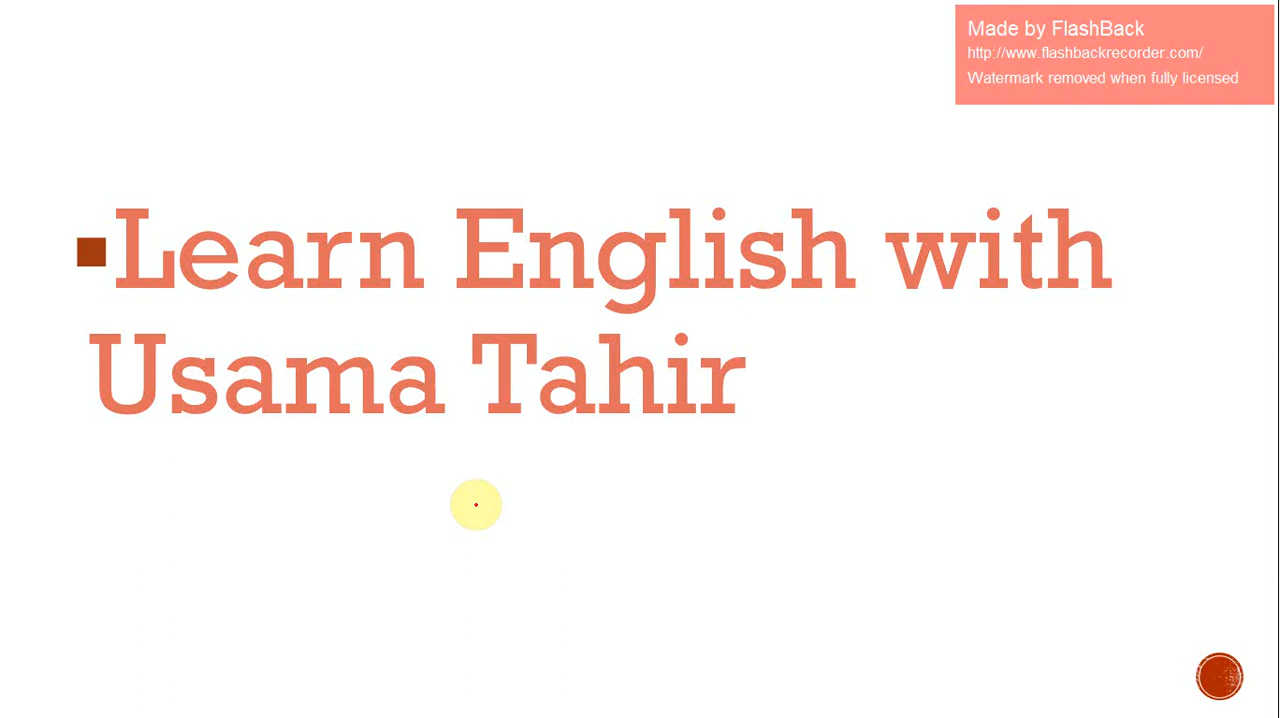 Made by FlashBack
http://www.flashbackrecorder.com/
Watermark removed when fully licensed
Learn English with
Usama Tahir